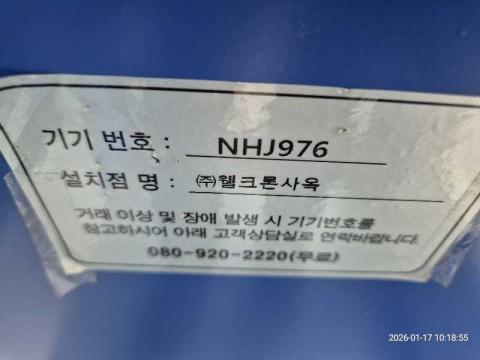 기기 번호 : NHJ976
설치점 명 : ㈜웰크론사옥
거래 이상 및 장애 발생 시 기기번호를
참고하시어 아래 고객상담실로 연락바랍니다.
080-920-2220(무료)
2026-01-17 10:18:55